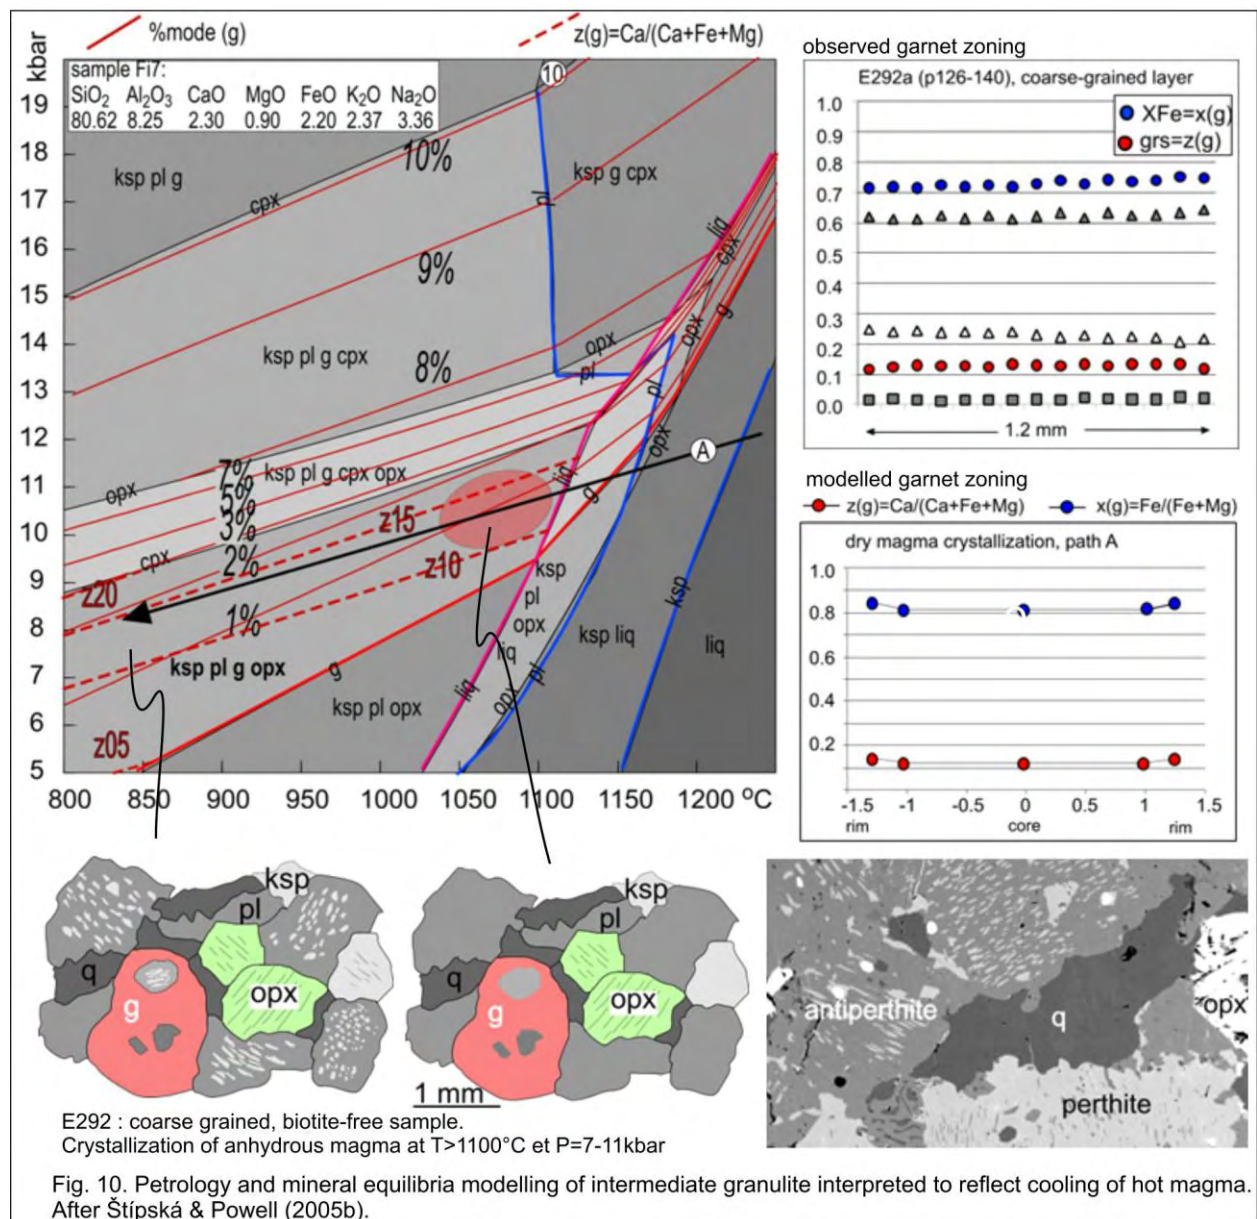 %mode (g)
z(g)=Ca/(Ca+Fe+Mg)
kbar
sample Fi7:
SiO2 Al2O3 CaO MgO FeO K2O Na2O
80.62 8.25 2.30 0.90 2.20 2.37 3.36
10
19
18
17
16
15
14
13
12
11
10
9
8
7
6
5
10%
ksp pl g
cpx
ksp g cpx
pl
9%
liq
cpx
ksp pl g cpx
8%
opx
pl
opx
g
pl
opx
7%
5%
3%
2%
1%
ksp pl g cpx opx
opx
liq
A
g
z15
z10
z20
z05
cpx
ksp
pl
opx
liq
ksp
ksp liq
liq
ksp pl g opx
g
ksp pl opx
liq
opx
pl
800 850 900 950 1000 1050 1100 1150 1200 °C
observed garnet zoning
E292a (p126-140), coarse-grained layer
XFe=x(g)
grs=z(g)
1.0
0.9
0.8
0.7
0.6
0.5
0.4
0.3
0.2
0.1
0.0
1.2 mm
modelled garnet zoning
z(g)=Ca/(Ca+Fe+Mg) x(g)=Fe/(Fe+Mg)
dry magma crystallization, path A
1.0
0.8
0.6
0.4
0.2
-1.5 -1 -0.5 0 0.5 1 1.5
rim core rim
ksp
pl
q
g
opx
ksp
pl
q
g
opx
1 mm
antiperthite
q
opx
perthite
E292 : coarse grained, biotite-free sample.
Crystallization of anhydrous magma at T>1100°C et P=7-11kbar
Fig. 10. Petrology and mineral equilibria modelling of intermediate granulite interpreted to reflect cooling of hot magma.
After Štípská & Powell (2005b).